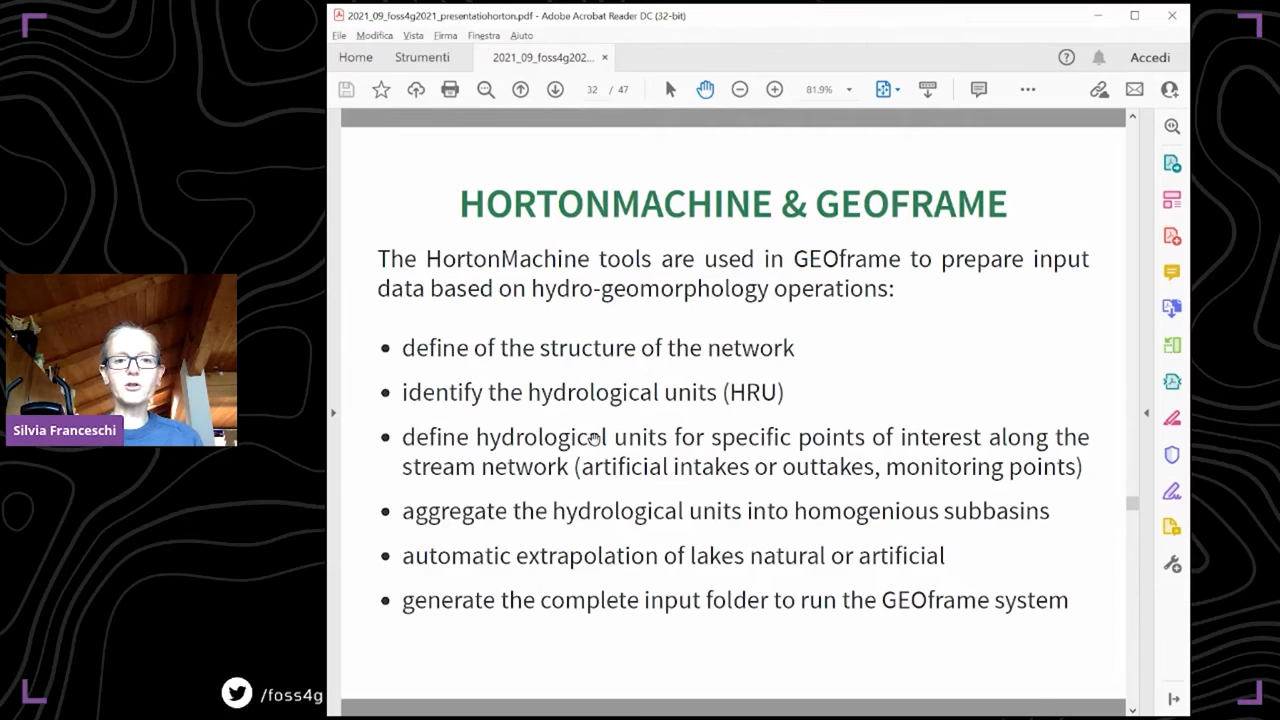 2021_09_foss4g2021_presentatiohorton.pdf - Adobe Acrobat Reader DC (32-bit)
File Modifica Vista Firma Finestra Aiuto
Home Strumenti 2021_09_foss4g202... × Accedi
32 / 47 81.9%
HORTONMACHINE & GEOFRAME
The HortonMachine tools are used in GEOframe to prepare input
data based on hydro-geomorphology operations:
• define of the structure of the network
• identify the hydrological units (HRU)
• define hydrological units for specific points of interest along the
stream network (artificial intakes or outtakes, monitoring points)
• aggregate the hydrological units into homogenious subbasins
• automatic extrapolation of lakes natural or artificial
• generate the complete input folder to run the GEOframe system
Silvia Franceschi
/foss4g